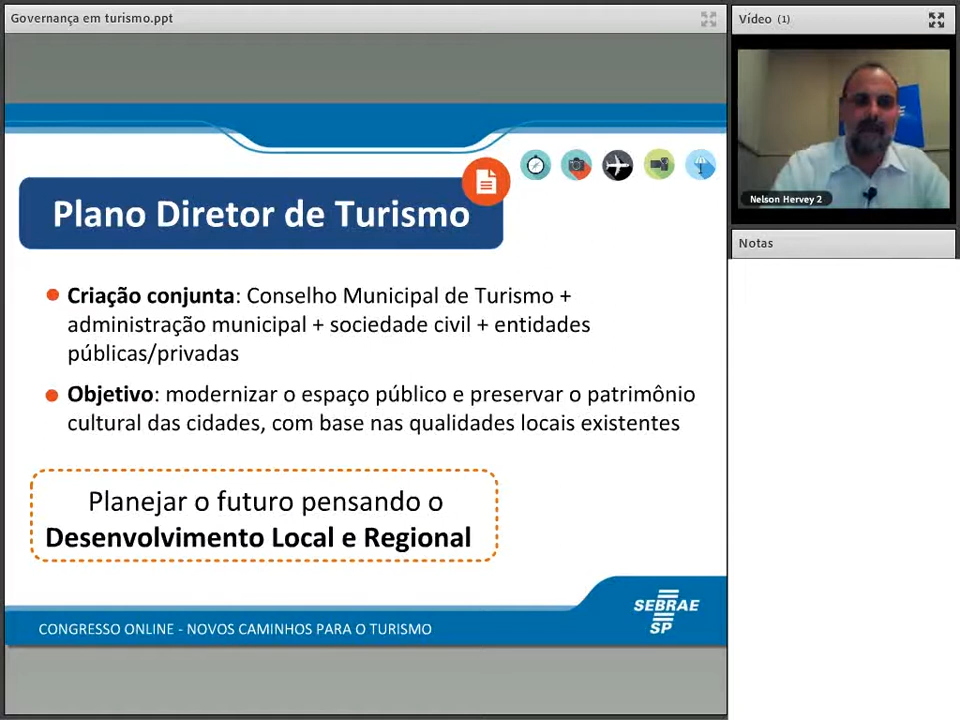 Governança em turismo.ppt
Vídeo (1)
Nelson Hervey 2
Notas
Plano Diretor de Turismo
Criação conjunta: Conselho Municipal de Turismo +
administração municipal + sociedade civil + entidades
públicas/privadas
Objetivo: modernizar o espaço público e preservar o patrimônio
cultural das cidades, com base nas qualidades locais existentes
Planejar o futuro pensando o
Desenvolvimento Local e Regional
CONGRESSO ONLINE - NOVOS CAMINHOS PARA O TURISMO
SEBRAE
SP